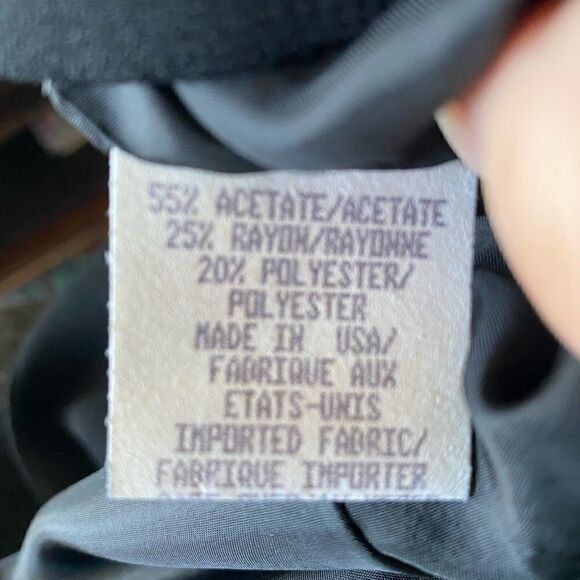 55% ACETATE/ACETATE
25% RAYON/RAYONNE
20% POLYESTER/
POLYESTER
MADE IN USA/
FABRIQUE AUX
ETATS-UNIS
IMPORTED FABRIC/
FABRIQUE IMPORTER